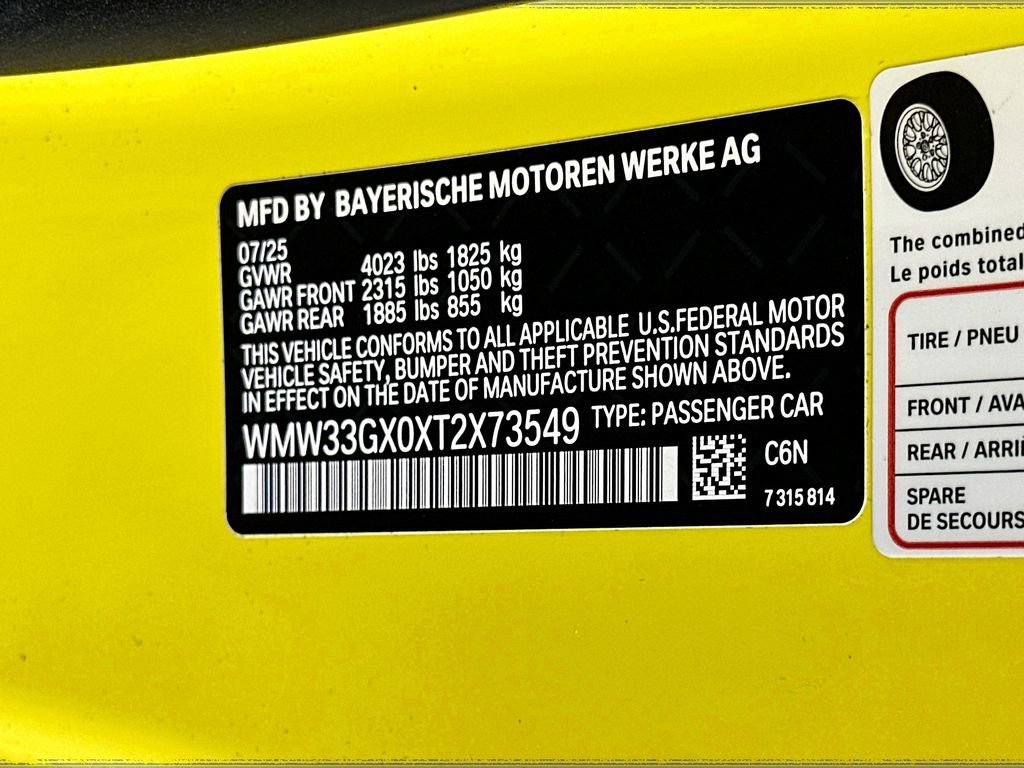 MFD BY BAYERISCHE MOTOREN WERKE AG
07/25
GVWR 4023 lbs 1825 kg
GAWR FRONT 2315 lbs 1050 kg
GAWR REAR 1885 lbs 855 kg
THIS VEHICLE CONFORMS TO ALL APPLICABLE U.S.FEDERAL MOTOR
VEHICLE SAFETY, BUMPER AND THEFT PREVENTION STANDARDS
IN EFFECT ON THE DATE OF MANUFACTURE SHOWN ABOVE.
WMW33GX0XT2X73549 TYPE: PASSENGER CAR
C6N
7 315 814
The combined
Le poids total
TIRE / PNEU
FRONT / AVA
REAR / ARRI
SPARE
DE SECOURS